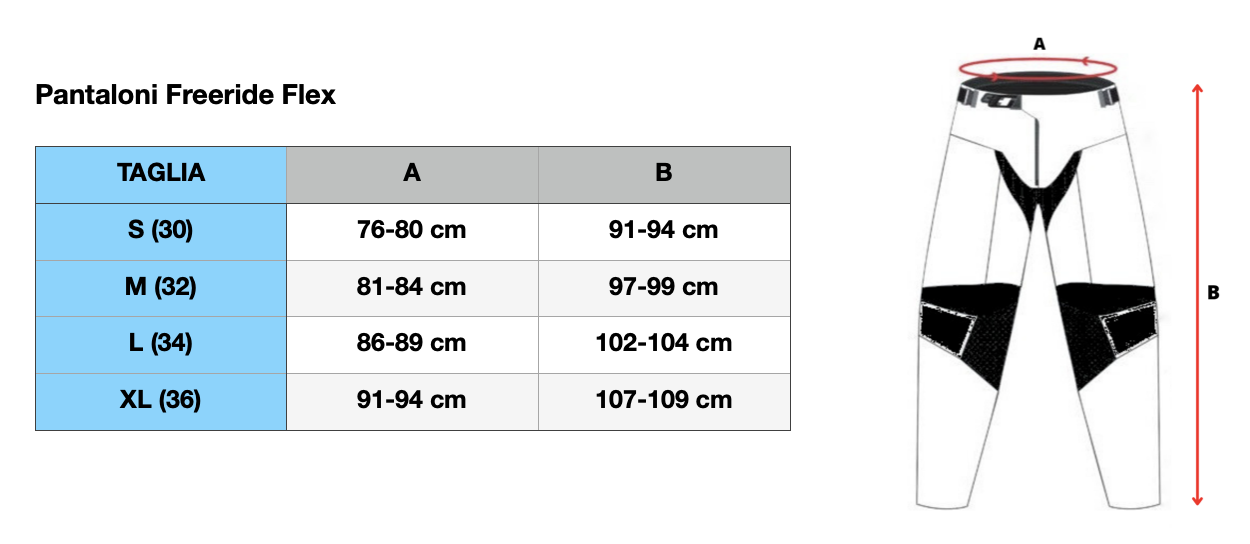 Pantaloni Freeride Flex
TAGLIA A B
S (30) 76-80 cm 91-94 cm
M (32) 81-84 cm 97-99 cm
L (34) 86-89 cm 102-104 cm
XL (36) 91-94 cm 107-109 cm
A
B